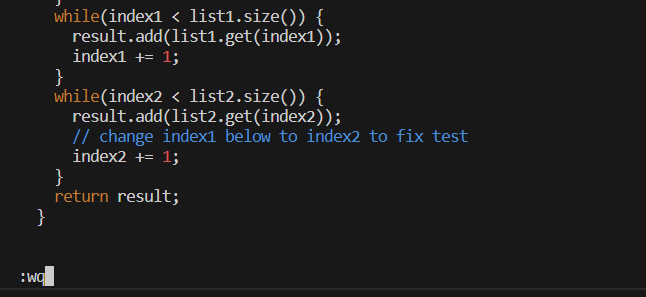 }
while(index1 < list1.size()) {
result.add(list1.get(index1));
index1 += 1;
}
while(index2 < list2.size()) {
result.add(list2.get(index2));
// change index1 below to index2 to fix test
index2 += 1;
}
return result;
}
:wq